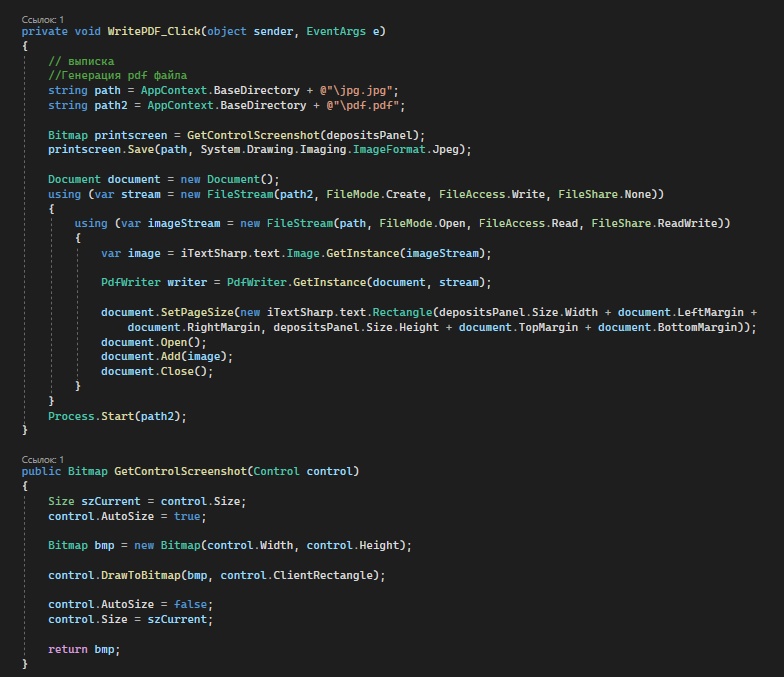 Ссылок: 1
private void WritePDF_Click(object sender, EventArgs e)
{
// выписка
//Генерация pdf файла
string path = AppContext.BaseDirectory + @"\jpg.jpg";
string path2 = AppContext.BaseDirectory + @"\pdf.pdf";
Bitmap printscreen = GetControlScreenshot(depositsPanel);
printscreen.Save(path, System.Drawing.Imaging.ImageFormat.Jpeg);
Document document = new Document();
using (var stream = new FileStream(path2, FileMode.Create, FileAccess.Write, FileShare.None))
{
using (var imageStream = new FileStream(path, FileMode.Open, FileAccess.Read, FileShare.ReadWrite))
{
var image = iTextSharp.text.Image.GetInstance(imageStream);
PdfWriter writer = PdfWriter.GetInstance(document, stream);
document.SetPageSize(new iTextSharp.text.Rectangle(depositsPanel.Size.Width + document.LeftMargin +
document.RightMargin, depositsPanel.Size.Height + document.TopMargin + document.BottomMargin));
document.Open();
document.Add(image);
document.Close();
}
}
Process.Start(path2);
}
Ссылок: 1
public Bitmap GetControlScreenshot(Control control)
{
Size szCurrent = control.Size;
control.AutoSize = true;
Bitmap bmp = new Bitmap(control.Width, control.Height);
control.DrawToBitmap(bmp, control.ClientRectangle);
control.AutoSize = false;
control.Size = szCurrent;
return bmp;
}